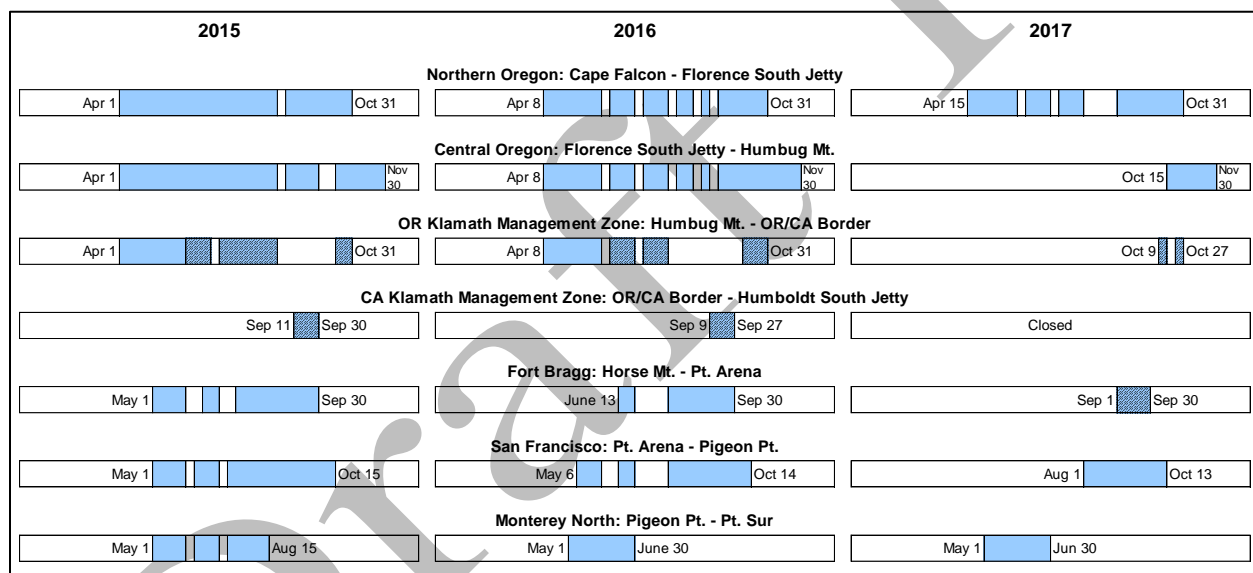 2015 2016 2017
Northern Oregon: Cape Falcon - Florence South Jetty
Apr 1 Oct 31 Apr 8 Oct 31 Apr 15 Oct 31
Central Oregon: Florence South Jetty - Humbug Mt.
Apr 1 Nov 30 Apr 8 Nov 30 Oct 15 Nov 30
OR Klamath Management Zone: Humbug Mt. - OR/CA Border
Apr 1 Oct 31 Apr 8 Oct 31 Oct 9 Oct 27
CA Klamath Management Zone: OR/CA Border - Humboldt South Jetty
Sep 11 Sep 30 Sep 9 Sep 27 Closed
Fort Bragg: Horse Mt. - Pt. Arena
May 1 Sep 30 June 13 Sep 30 Sep 1 Sep 30
San Francisco: Pt. Arena - Pigeon Pt.
May 1 Oct 15 May 6 Oct 14 Aug 1 Oct 13
Monterey North: Pigeon Pt. - Pt. Sur
May 1 Aug 15 May 1 June 30 May 1 Jun 30
Draft